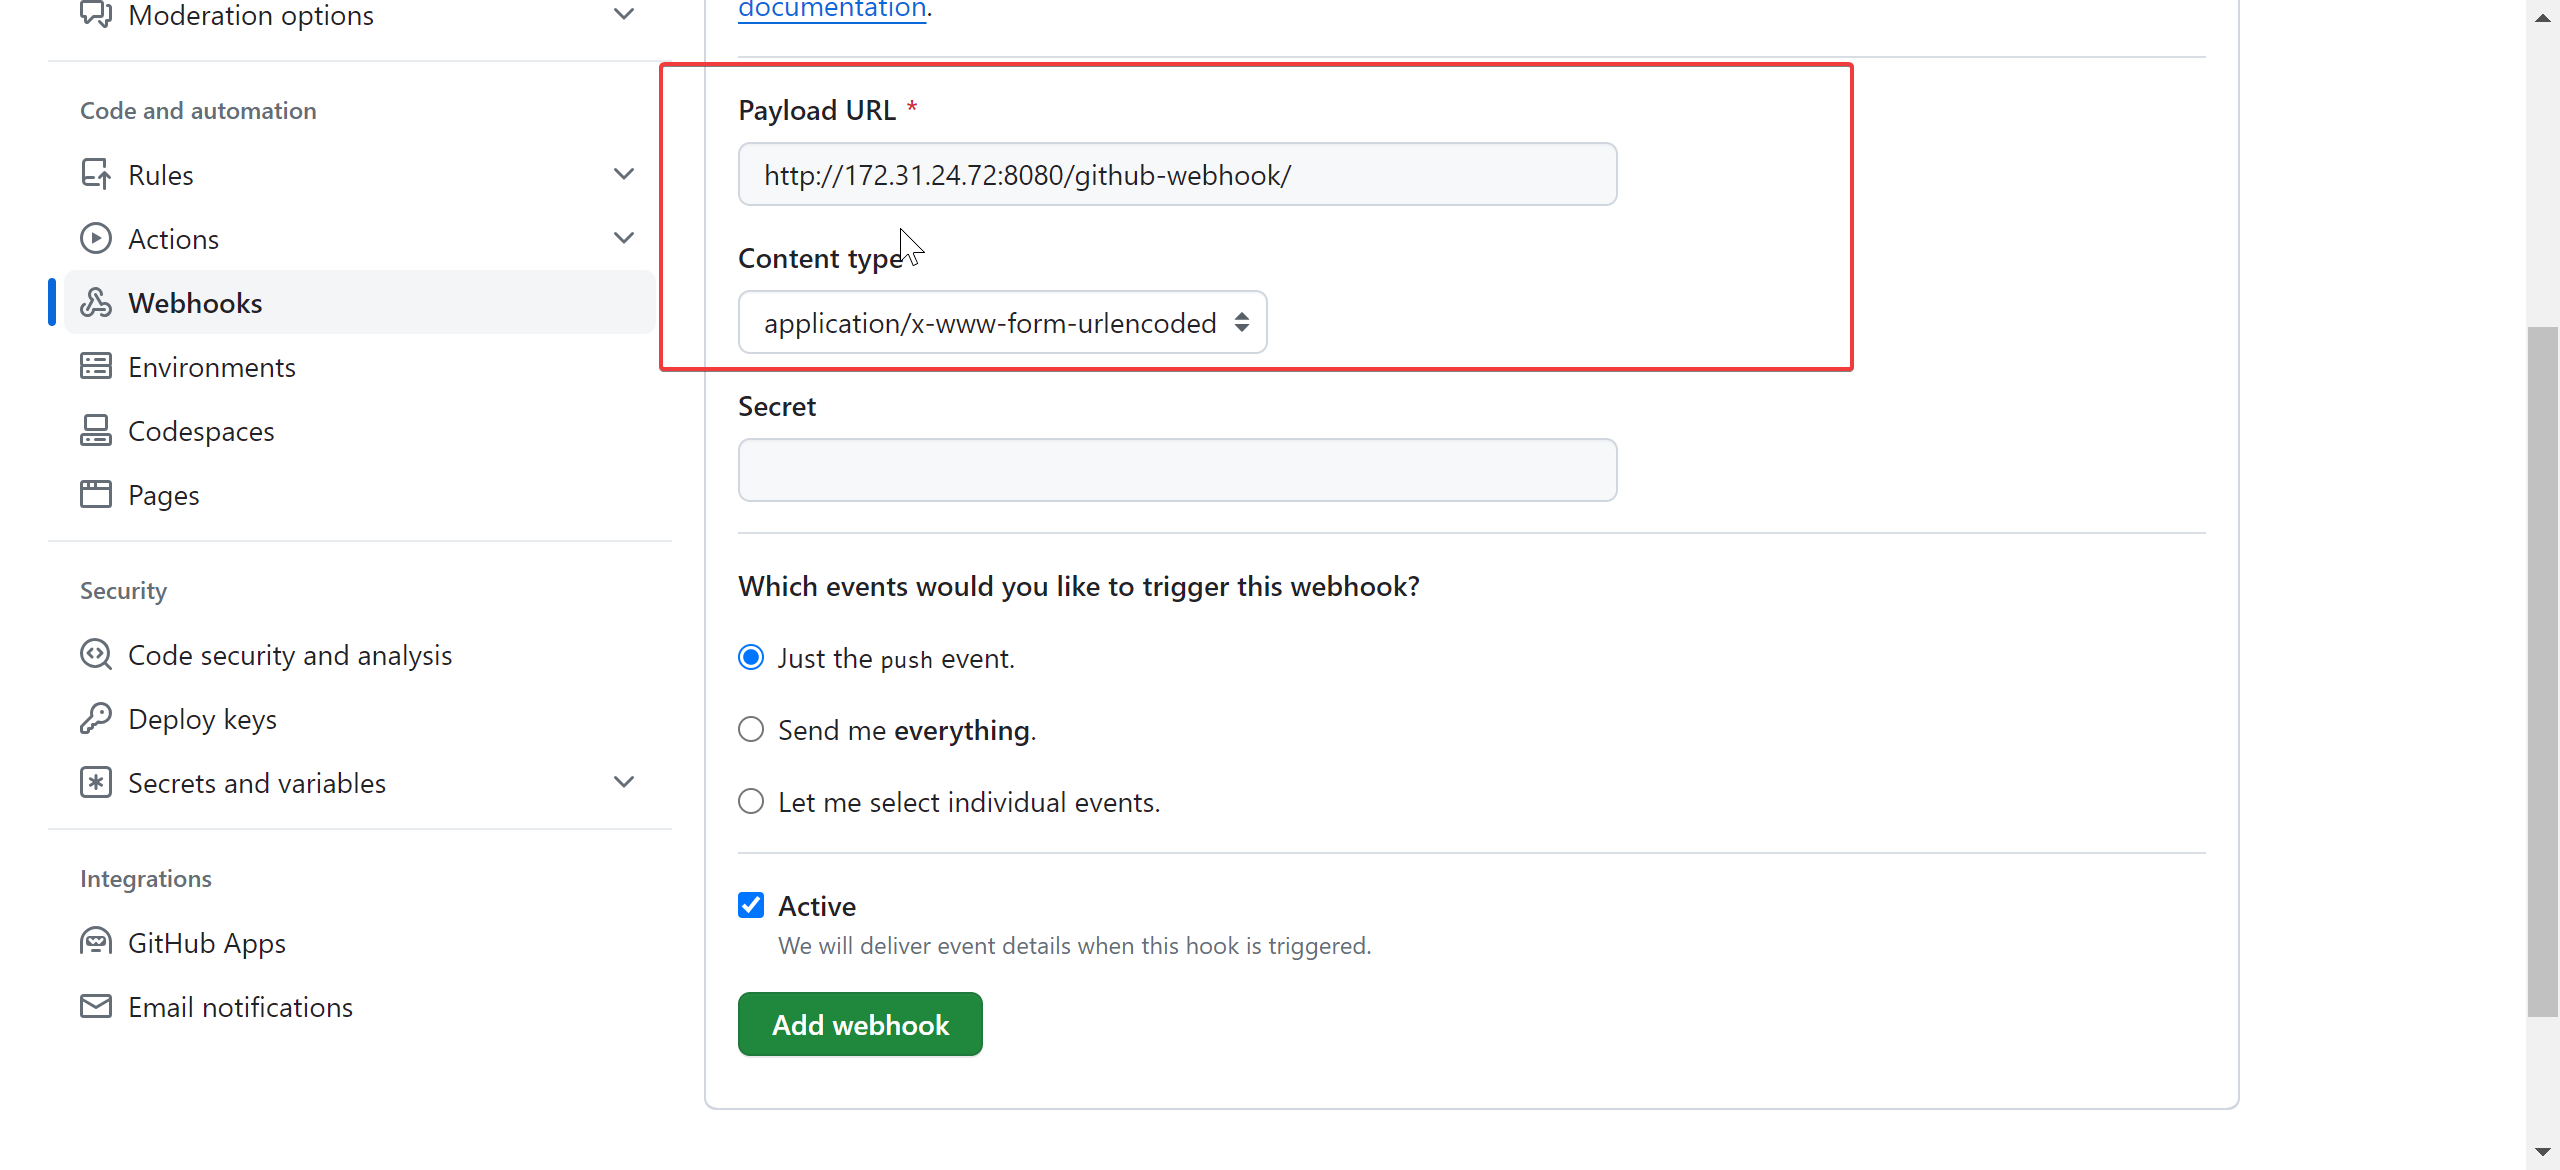 Moderation options
Code and automation
Rules
Actions
Webhooks
Environments
Codespaces
Pages
Security
Code security and analysis
Deploy keys
Secrets and variables
Integrations
GitHub Apps
Email notifications
documentation.
Payload URL *
http://172.31.24.72:8080/github-webhook/
Content type
application/x-www-form-urlencoded
Secret
Which events would you like to trigger this webhook?
Just the push event.
Send me everything.
Let me select individual events.
Active
We will deliver event details when this hook is triggered.
Add webhook